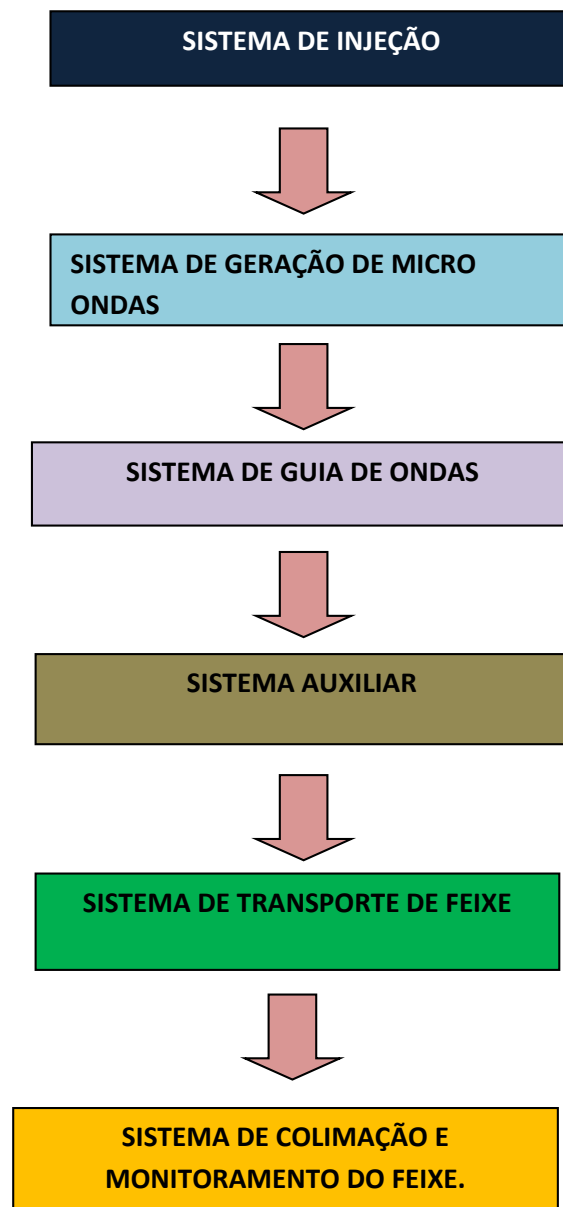 SISTEMA DE INJEÇÃO
SISTEMA DE GERAÇÃO DE MICRO
ONDAS
SISTEMA DE GUIA DE ONDAS
SISTEMA AUXILIAR
SISTEMA DE TRANSPORTE DE FEIXE
SISTEMA DE COLIMAÇÃO E
MONITORAMENTO DO FEIXE.